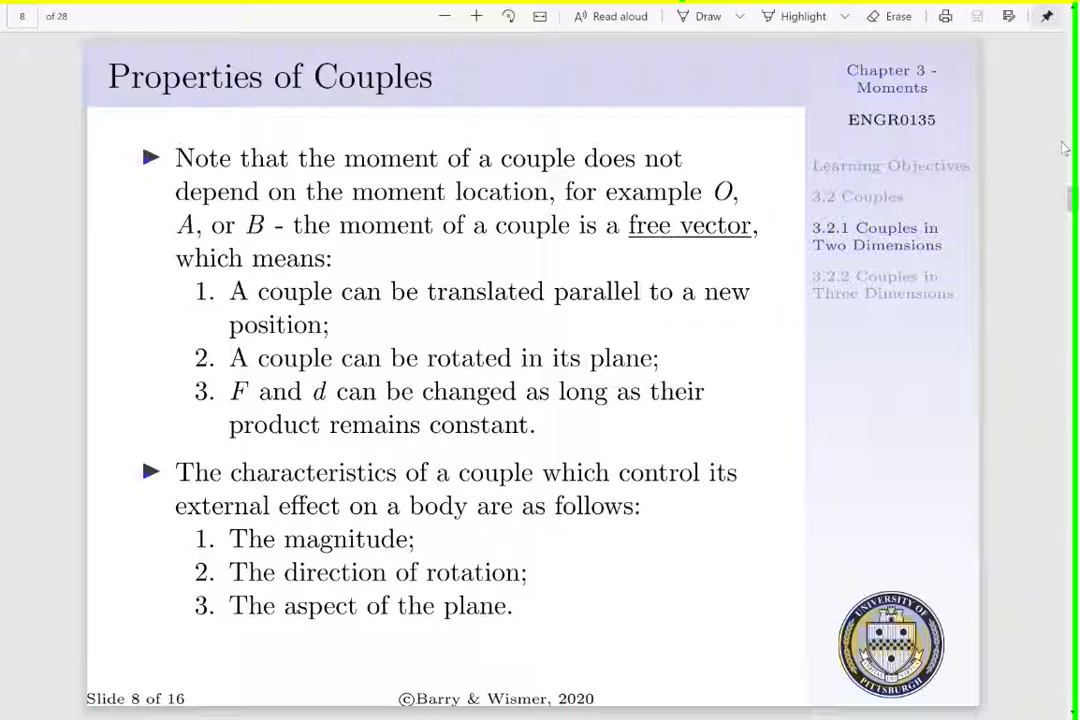 8 of 28
Read aloud
Draw
Highlight
Erase
Properties of Couples
Chapter 3 -
Moments
ENGR0135
Learning Objectives
3.2 Couples
3.2.1 Couples in
Two Dimensions
3.2.2 Couples in
Three Dimensions
Note that the moment of a couple does not
depend on the moment location, for example O,
A, or B - the moment of a couple is a free vector,
which means:
1. A couple can be translated parallel to a new
position;
2. A couple can be rotated in its plane;
3. F and d can be changed as long as their
product remains constant.
The characteristics of a couple which control its
external effect on a body are as follows:
1. The magnitude;
2. The direction of rotation;
3. The aspect of the plane.
UNIVERSITY OF
PITTSBURGH
Slide 8 of 16
©Barry & Wismer, 2020